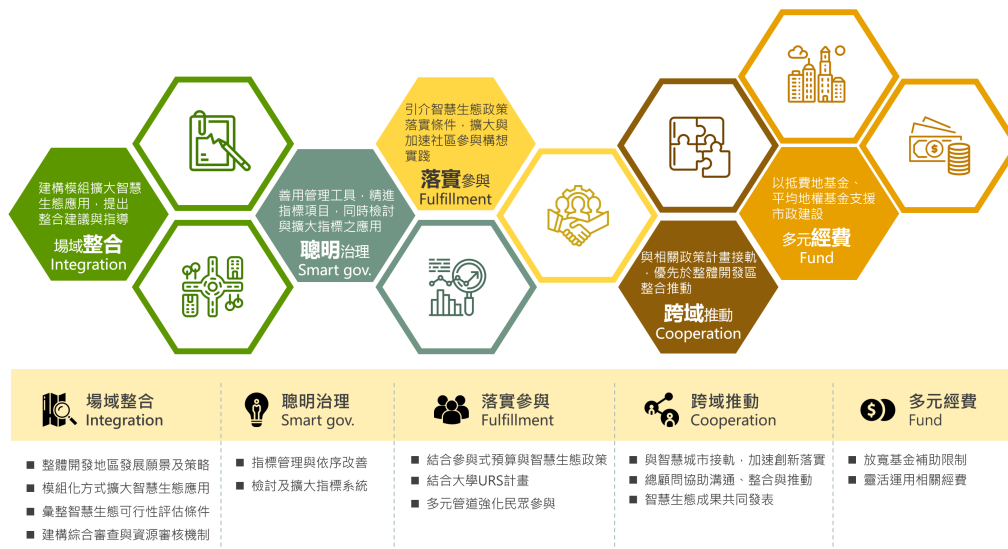 建構模組擴大智慧
生態應用，提出
整合建議與指導
場域整合
Integration
善用管理工具，精進
指標項目，同時檢討
與擴大指標之應用
聰明治理
Smart gov.
引介智慧生態政策
落實條件，擴大與
加速社區參與構想
實踐
落實參與
Fulfillment
與相關政策計畫接軌
，優先於整體開發區
整合推動
跨域推動
Cooperation
以抵費地基金、
平均地權基金支援
市政建設
多元經費
Fund
場域整合
Integration
■ 整體開發地區發展願景及策略
■ 模組化方式擴大智慧生態應用
■ 彙整智慧生態可行性評估條件
■ 建構綜合審查與資源審核機制
聰明治理
Smart gov.
■ 指標管理與依序改善
■ 檢討及擴大指標系統
落實參與
Fulfillment
■ 結合參與式預算與智慧生態政策
■ 結合大學URS計畫
■ 多元管道強化民眾參與
跨域推動
Cooperation
■ 與智慧城市接軌，加速創新落實
■ 總顧問協助溝通、整合與推動
■ 智慧生態成果共同發表
多元經費
Fund
■ 放寬基金補助限制
■ 靈活運用相關經費